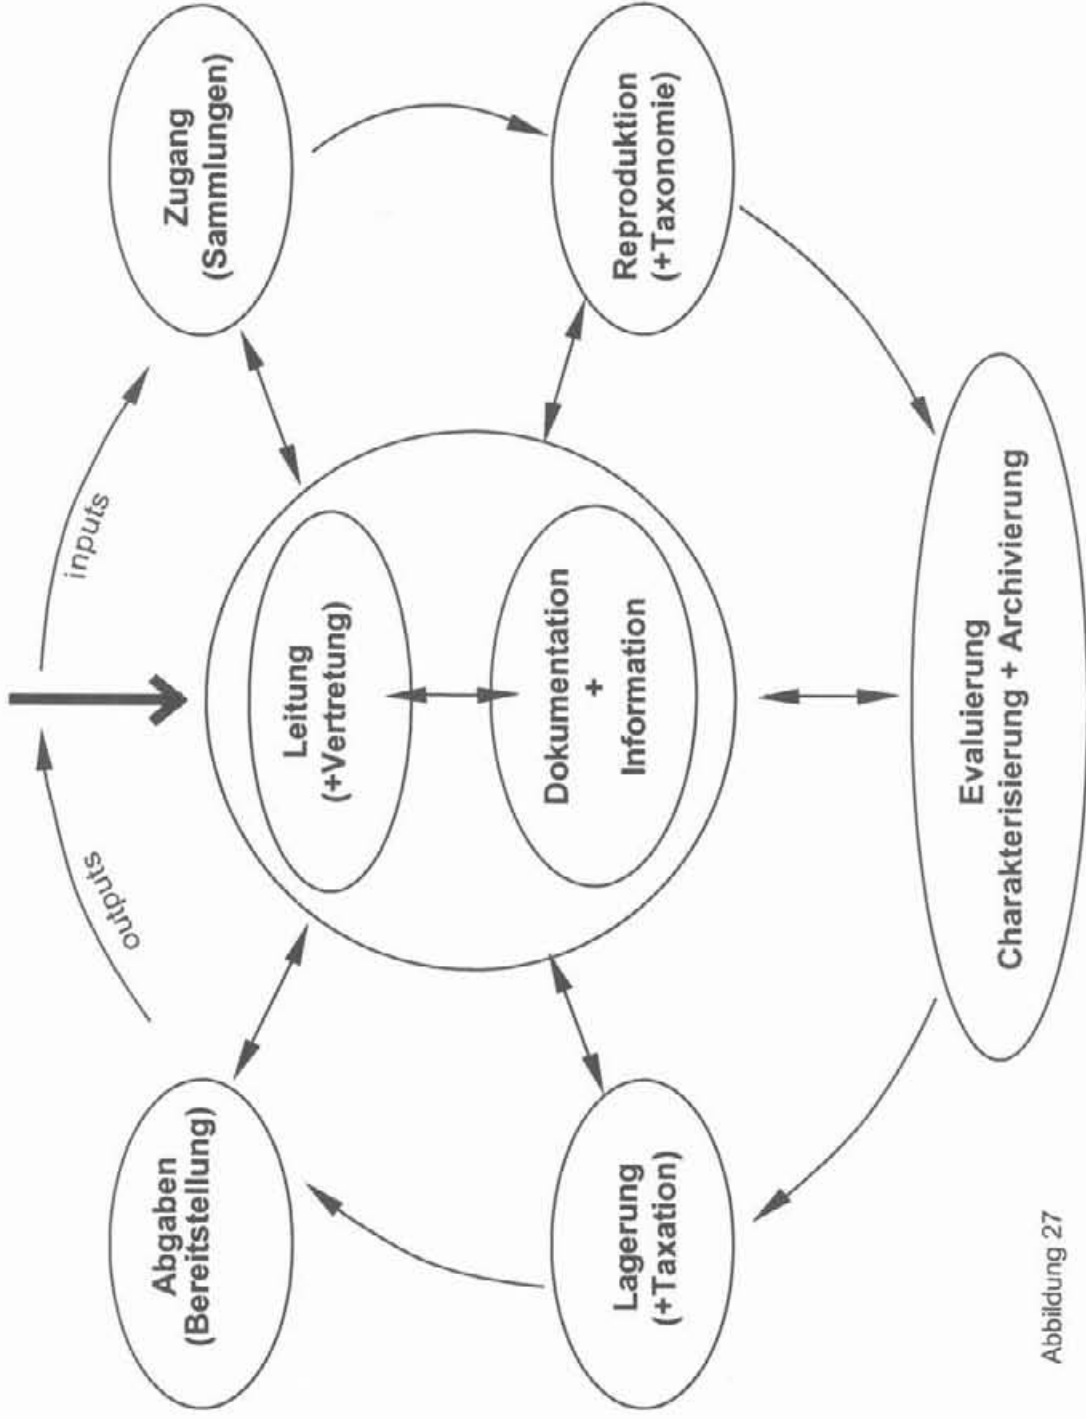 outputs
inputs
Abgaben
(Bereitstellung)
Zugang
(Sammlungen)
Leitung
(+Vertretung)
Dokumentation
+
Information
Lagerung
(+Taxation)
Reproduktion
(+Taxonomie)
Evaluierung
Charakterisierung + Archivierung
Abbildung 27